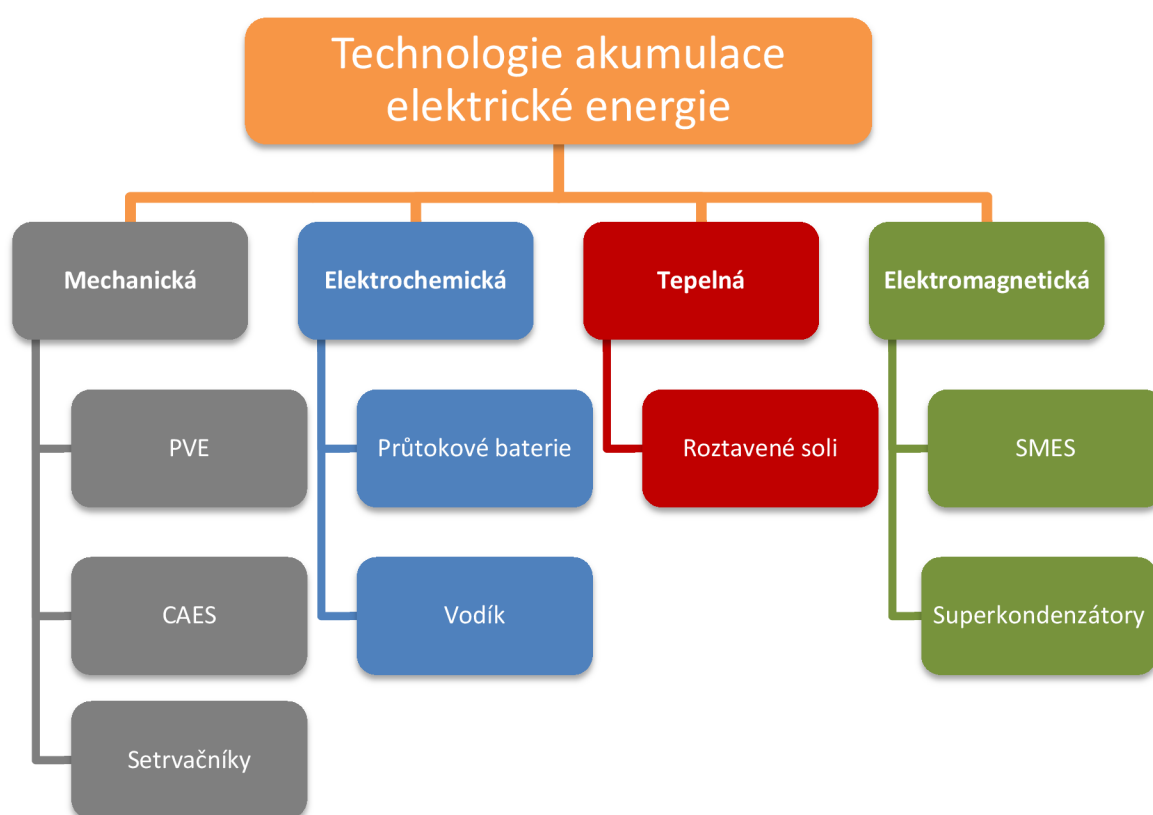 Technologie akumulace
elektrické energie
Mechanická
Elektrochemická
Tepelná
Elektromagnetická
PVE
Průtokové baterie
Roztavené soli
SMES
CAES
Vodík
Superkondenzátory
Setrvačníky